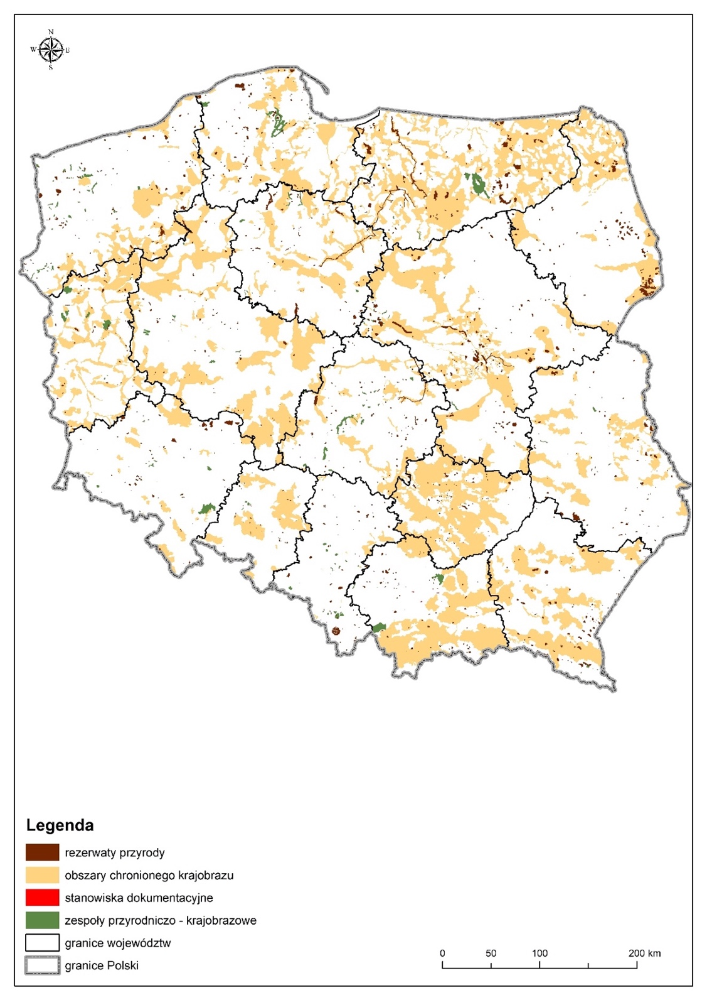 N
W E
S
Legenda
rezerwaty przyrody
obszary chronionego krajobrazu
stanowiska dokumentacyjne
zespoły przyrodniczo - krajobrazowe
granice województw
granice Polski
0 50 100 200 km